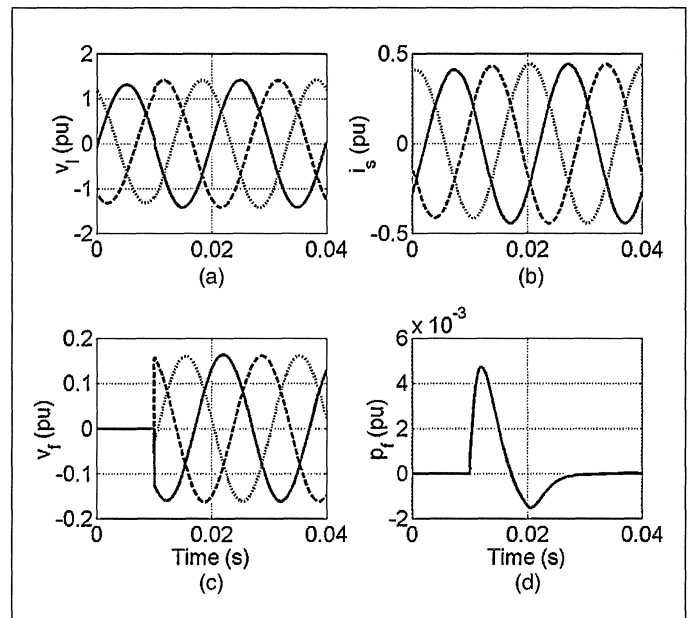 2
1
0
-1
-2
v_l (pu)
0
0.02
0.04
(a)
0.5
0
-0.5
i_s (pu)
0
0.02
0.04
(b)
0.2
0.1
0
-0.1
-0.2
v_f (pu)
0
0.02
0.04
Time (s)
(c)
6 × 10^-3
4
2
0
-2
p_f (pu)
0
0.02
0.04
Time (s)
(d)